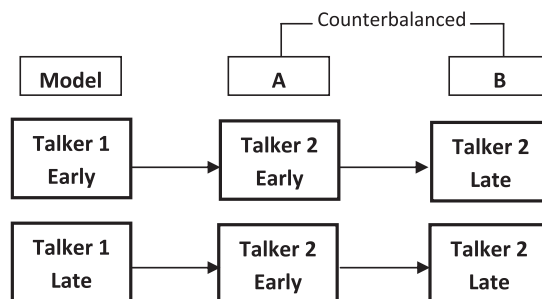 Counterbalanced
Model
A
B
Talker 1
Early
Talker 2
Early
Talker 2
Late
Talker 1
Late
Talker 2
Early
Talker 2
Late